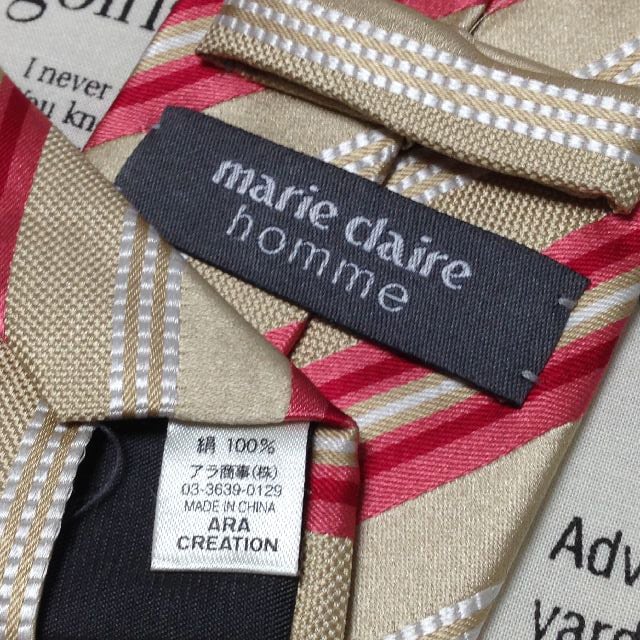 I never
marie claire
homme
絹 100%
アラ商事(株)
03-3639-0129
MADE IN CHINA
ARA
CREATION